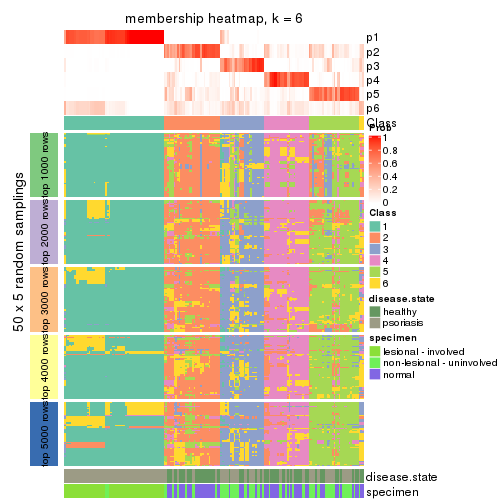 membership heatmap, k = 6
p1
p2
p3
p4
p5
p6
Class
50 x 5 random samplings
top 1000 rows
top 2000 rows
top 3000 rows
top 4000 rows
top 5000 rows
Prob
1
0.8
0.6
0.4
0.2
0
Class
1
2
3
4
5
6
disease.state
healthy
psoriasis
specimen
lesional - involved
non-lesional - uninvolved
normal
disease.state
specimen